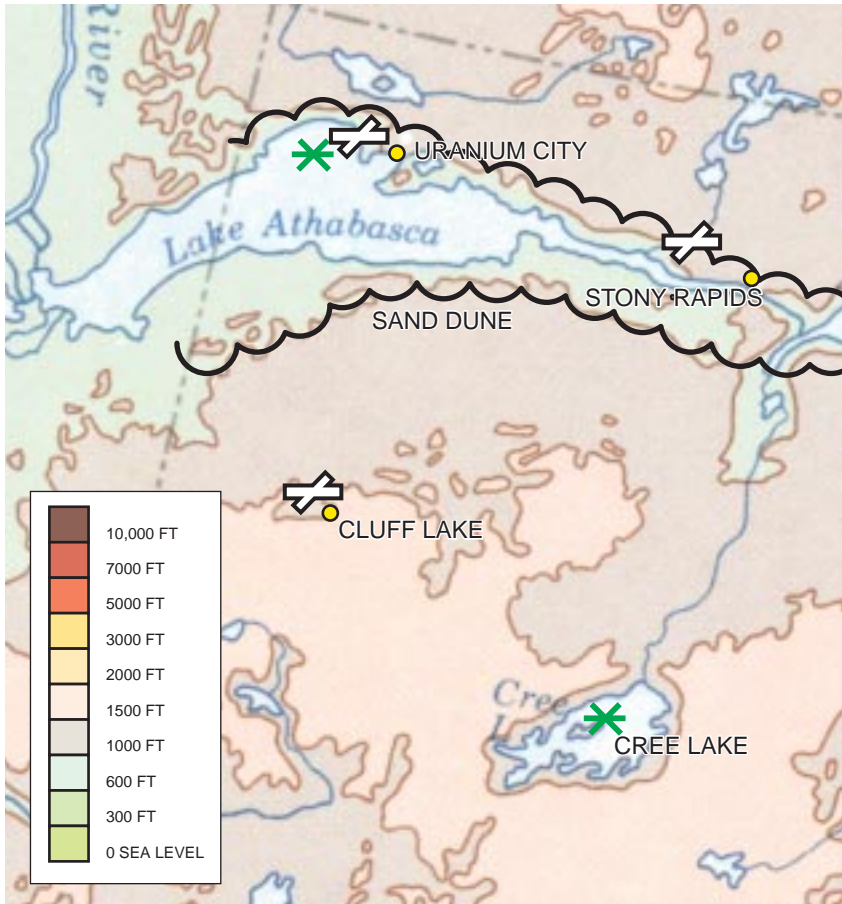 River
URANIUM CITY
Lake Athabasca
STONY RAPIDS
SAND DUNE
CLUFF LAKE
10,000 FT
7000 FT
5000 FT
3000 FT
2000 FT
1500 FT
1000 FT
600 FT
300 FT
0 SEA LEVEL
Cree
L
CREE LAKE